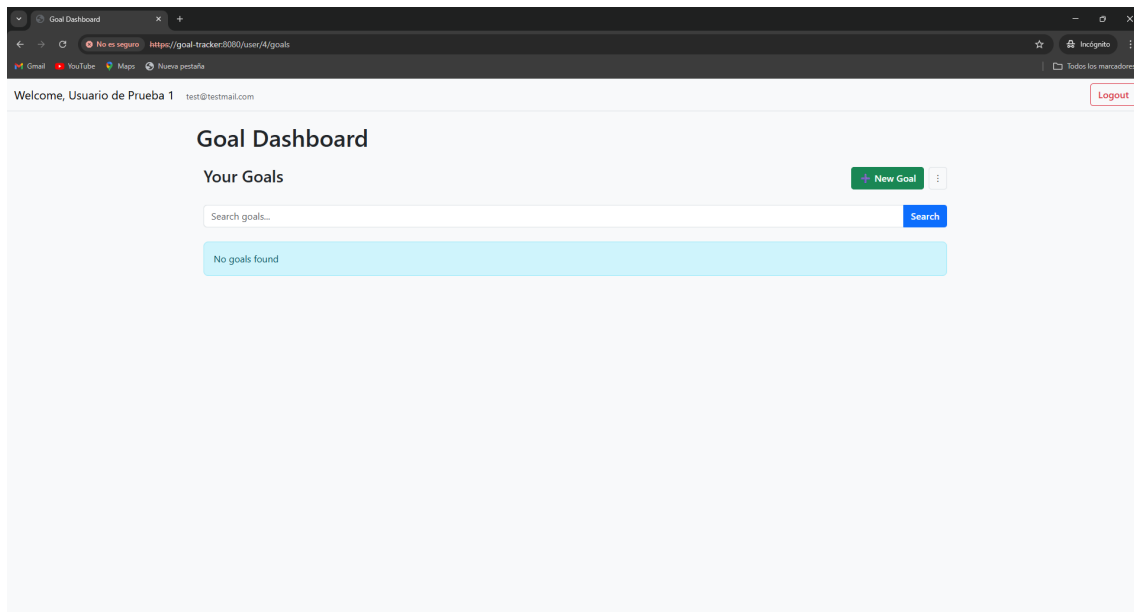 Goal Dashboard
No es seguro https://goal-tracker:8080/user/4/goals
Incógnito
Gmail YouTube Maps Nueva pestaña
Todos los marcadores
Welcome, Usuario de Prueba 1 test@testmail.com
Logout
Goal Dashboard
Your Goals
New Goal
Search goals...
Search
No goals found